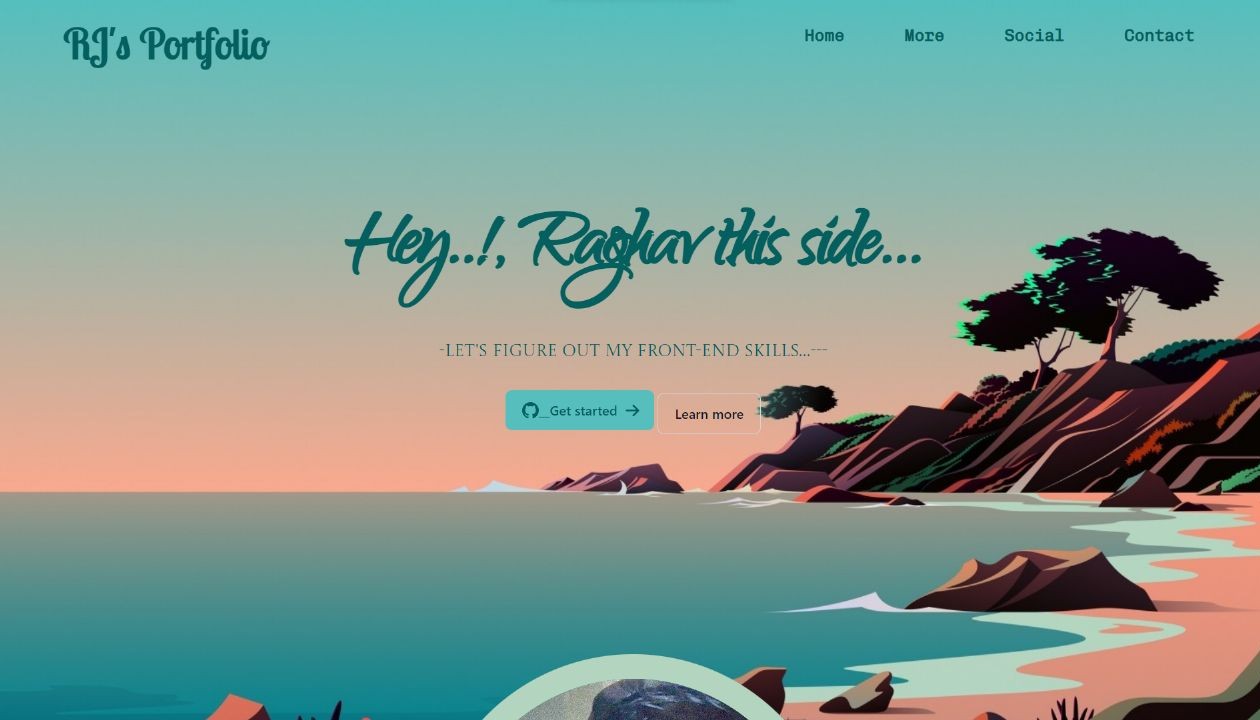 RJ's Portfolio
Home More Social Contact
Hey..!, Raghav this side...
-LET'S FIGURE OUT MY FRONT-END SKILLS...---
__Get started →
Learn more